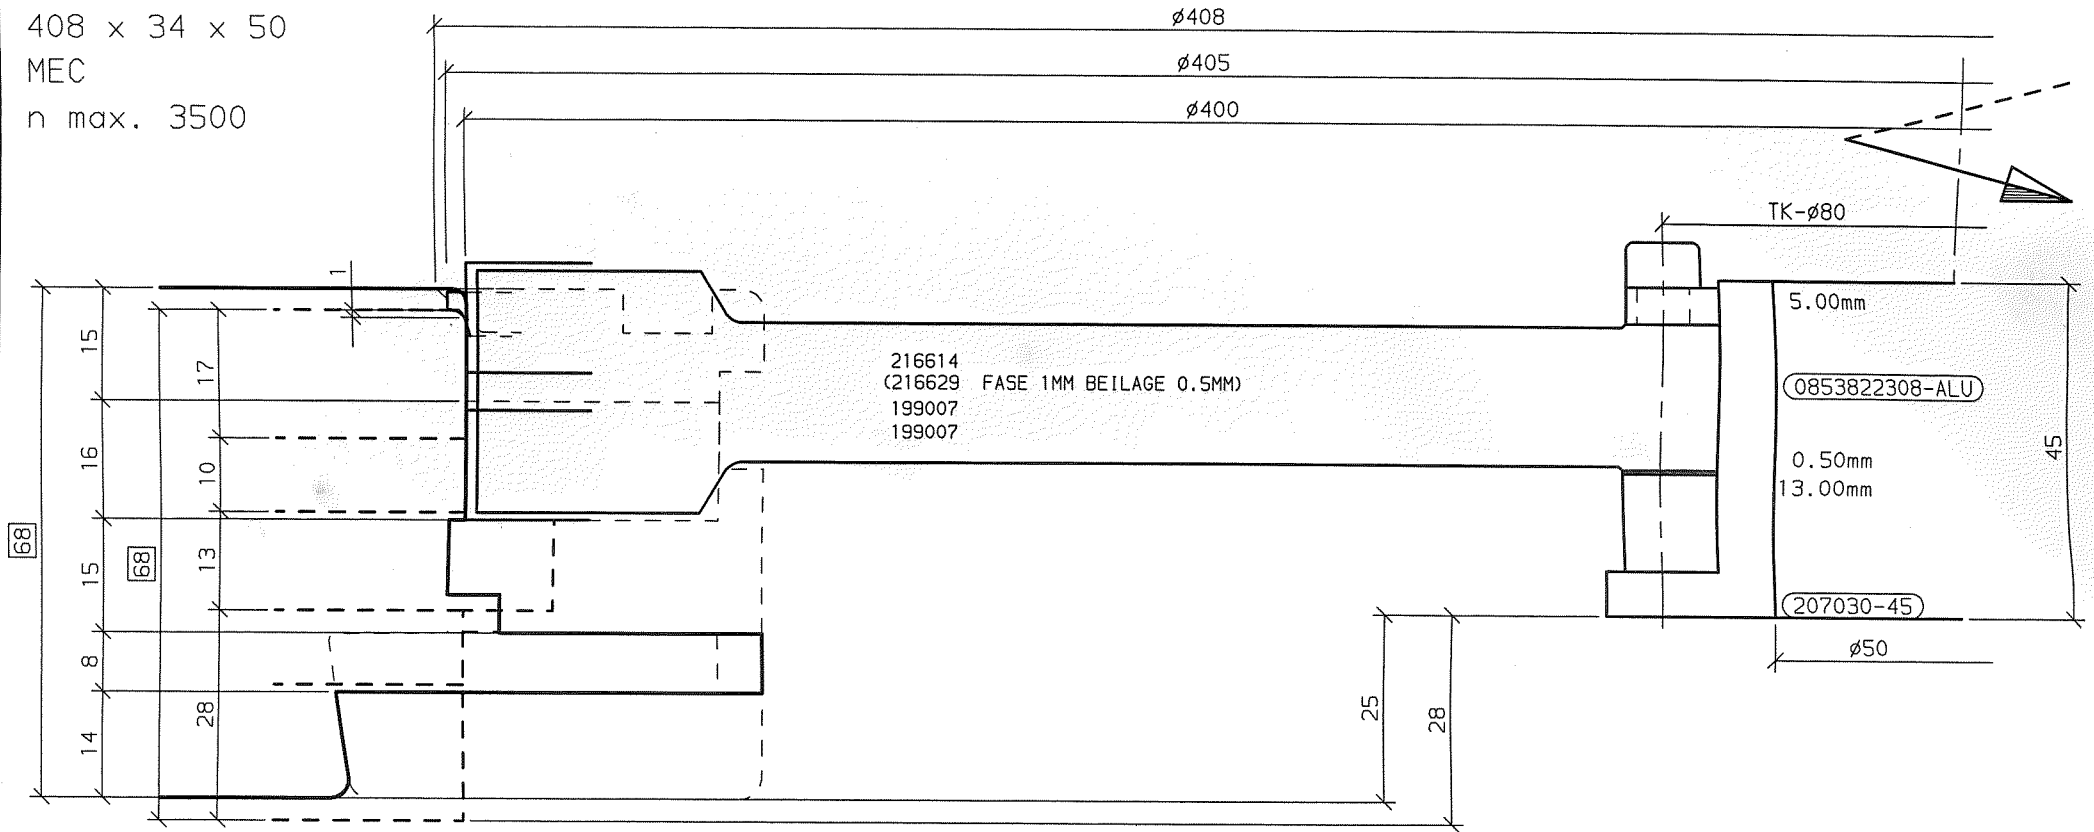 408 x 34 x 50
MEC
n max. 3500
ø408
ø405
ø400
TK-ø80
1
15
17
16
10
15
13
8
28
14
68
68
216614
(216629 FASE 1MM BEILAGE 0.5MM)
199007
199007
5.00mm
0853822308-ALU
0.50mm
13.00mm
45
207030-45
ø50
25
28